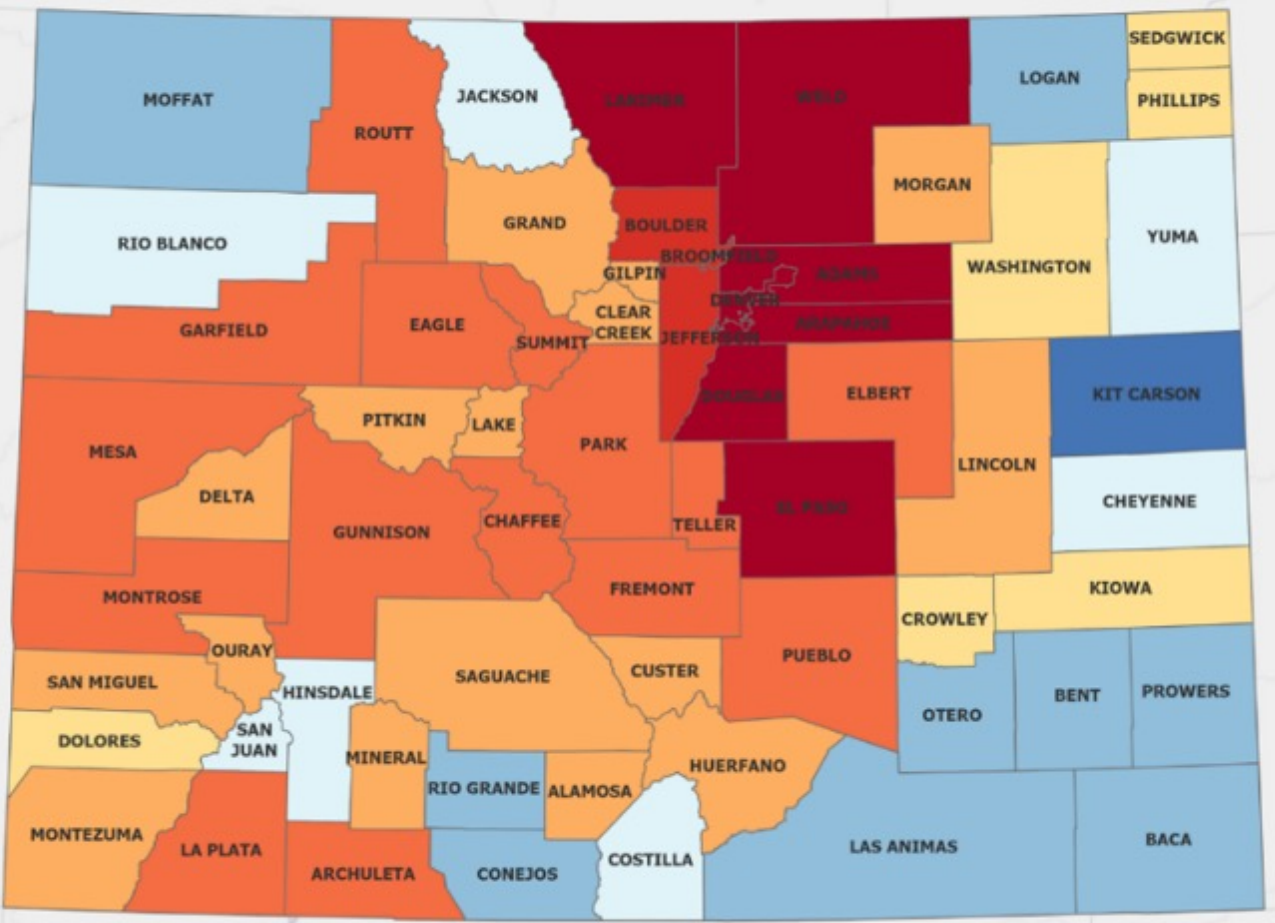 SEDGWICK
MOFFAT
JACKSON
LARIMER
WELD
LOGAN
PHILLIPS
ROUTT
MORGAN
GRAND
BOULDER
RIO BLANCO
YUMA
BROOMFIELD
WASHINGTON
GILPIN
ADAMS
DENVER
CLEAR
CREEK
GARFIELD
EAGLE
ARAPAHOE
SUMMIT
JEFFERSON
DOUGLAS
ELBERT
KIT CARSON
PITKIN
LAKE
PARK
MESA
LINCOLN
DELTA
CHEYENNE
EL PASO
CHAFFEE
TELLER
GUNNISON
FREMONT
KIOWA
MONTROSE
CROWLEY
OURAY
PUEBLO
SAN MIGUEL
SAGUACHE
CUSTER
HINSDALE
BENT
PROWERS
OTERO
SAN
JUAN
DOLORES
MINERAL
HUERFANO
RIO GRANDE
ALAMOSA
MONTEZUMA
BACA
LAS ANIMAS
LA PLATA
COSTILLA
ARCHULETA
CONEJOS